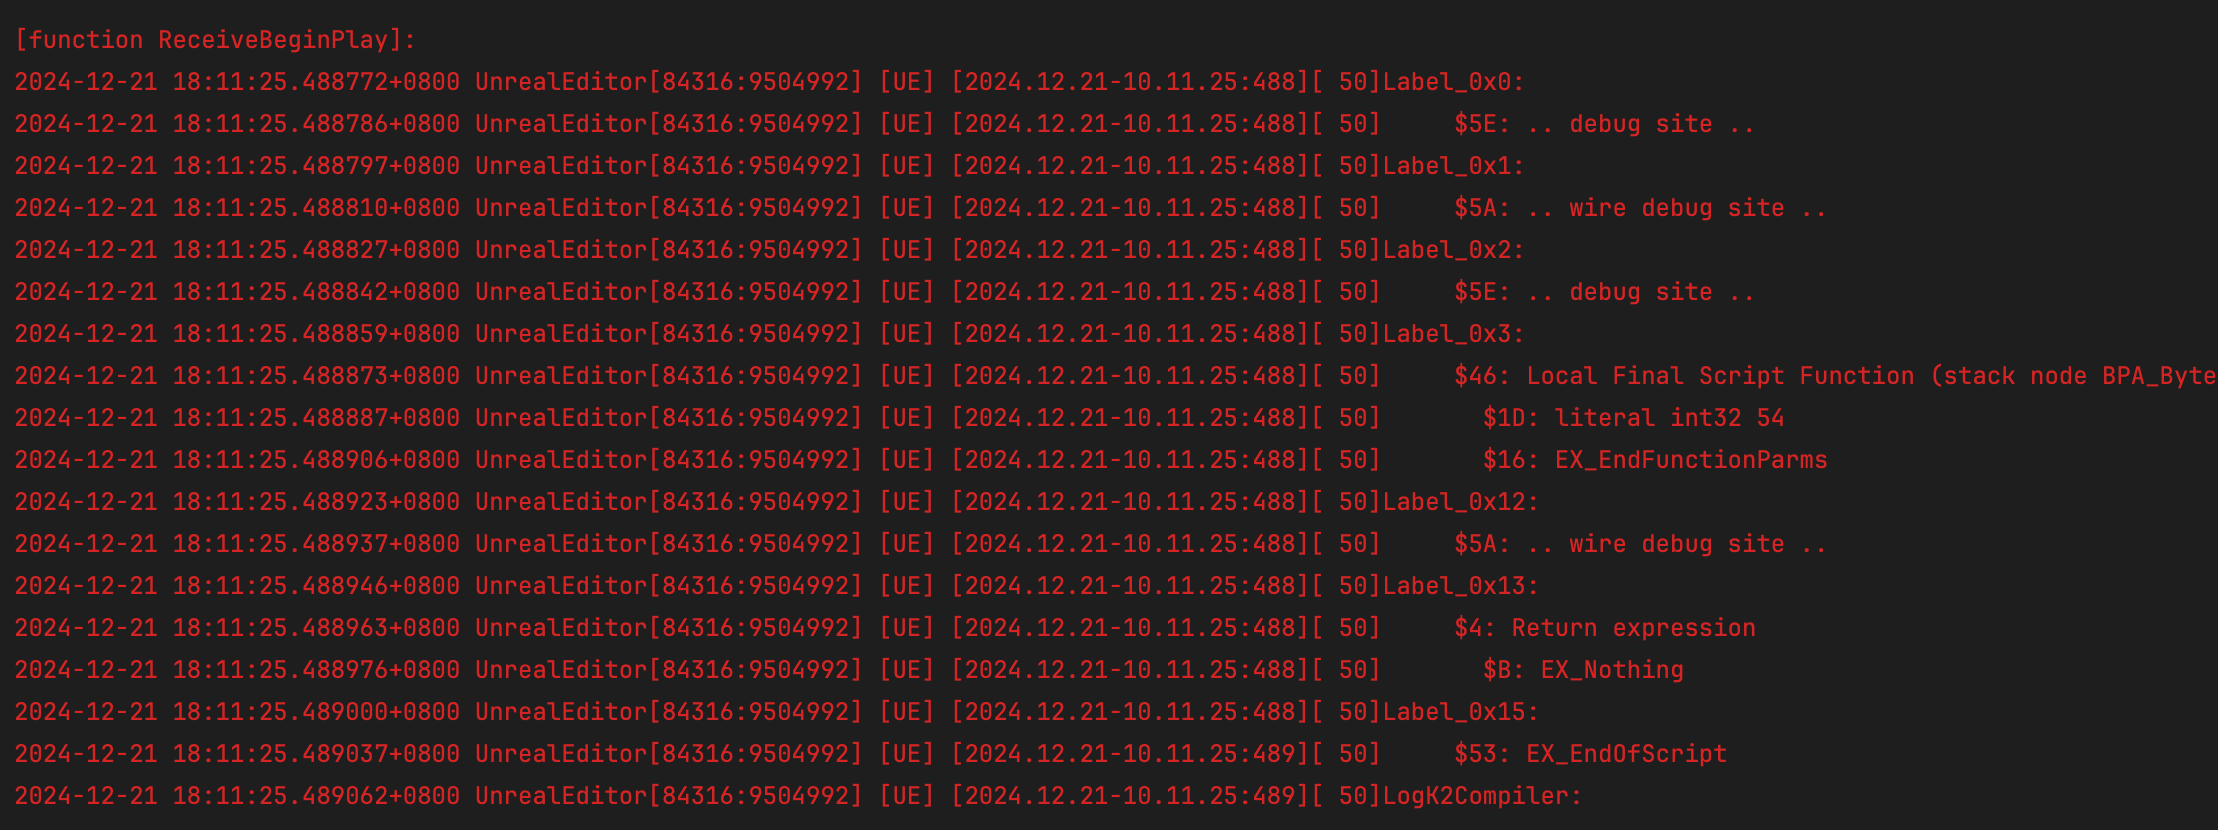 [function ReceiveBeginPlay]:
2024-12-21 18:11:25.488772+0800 UnrealEditor[84316:9504992] [UE] [2024.12.21-10.11.25:488][ 50]Label_0x0:
2024-12-21 18:11:25.488786+0800 UnrealEditor[84316:9504992] [UE] [2024.12.21-10.11.25:488][ 50]     $5E: .. debug site ..
2024-12-21 18:11:25.488797+0800 UnrealEditor[84316:9504992] [UE] [2024.12.21-10.11.25:488][ 50]Label_0x1:
2024-12-21 18:11:25.488810+0800 UnrealEditor[84316:9504992] [UE] [2024.12.21-10.11.25:488][ 50]     $5A: .. wire debug site ..
2024-12-21 18:11:25.488827+0800 UnrealEditor[84316:9504992] [UE] [2024.12.21-10.11.25:488][ 50]Label_0x2:
2024-12-21 18:11:25.488842+0800 UnrealEditor[84316:9504992] [UE] [2024.12.21-10.11.25:488][ 50]     $5E: .. debug site ..
2024-12-21 18:11:25.488859+0800 UnrealEditor[84316:9504992] [UE] [2024.12.21-10.11.25:488][ 50]Label_0x3:
2024-12-21 18:11:25.488873+0800 UnrealEditor[84316:9504992] [UE] [2024.12.21-10.11.25:488][ 50]     $46: Local Final Script Function (stack node BPA_Byte
2024-12-21 18:11:25.488887+0800 UnrealEditor[84316:9504992] [UE] [2024.12.21-10.11.25:488][ 50]       $1D: literal int32 54
2024-12-21 18:11:25.488906+0800 UnrealEditor[84316:9504992] [UE] [2024.12.21-10.11.25:488][ 50]       $16: EX_EndFunctionParms
2024-12-21 18:11:25.488923+0800 UnrealEditor[84316:9504992] [UE] [2024.12.21-10.11.25:488][ 50]Label_0x12:
2024-12-21 18:11:25.488937+0800 UnrealEditor[84316:9504992] [UE] [2024.12.21-10.11.25:488][ 50]     $5A: .. wire debug site ..
2024-12-21 18:11:25.488946+0800 UnrealEditor[84316:9504992] [UE] [2024.12.21-10.11.25:488][ 50]Label_0x13:
2024-12-21 18:11:25.488963+0800 UnrealEditor[84316:9504992] [UE] [2024.12.21-10.11.25:488][ 50]     $4: Return expression
2024-12-21 18:11:25.488976+0800 UnrealEditor[84316:9504992] [UE] [2024.12.21-10.11.25:488][ 50]       $B: EX_Nothing
2024-12-21 18:11:25.489000+0800 UnrealEditor[84316:9504992] [UE] [2024.12.21-10.11.25:488][ 50]Label_0x15:
2024-12-21 18:11:25.489037+0800 UnrealEditor[84316:9504992] [UE] [2024.12.21-10.11.25:489][ 50]     $53: EX_EndOfScript
2024-12-21 18:11:25.489062+0800 UnrealEditor[84316:9504992] [UE] [2024.12.21-10.11.25:489][ 50]LogK2Compiler: